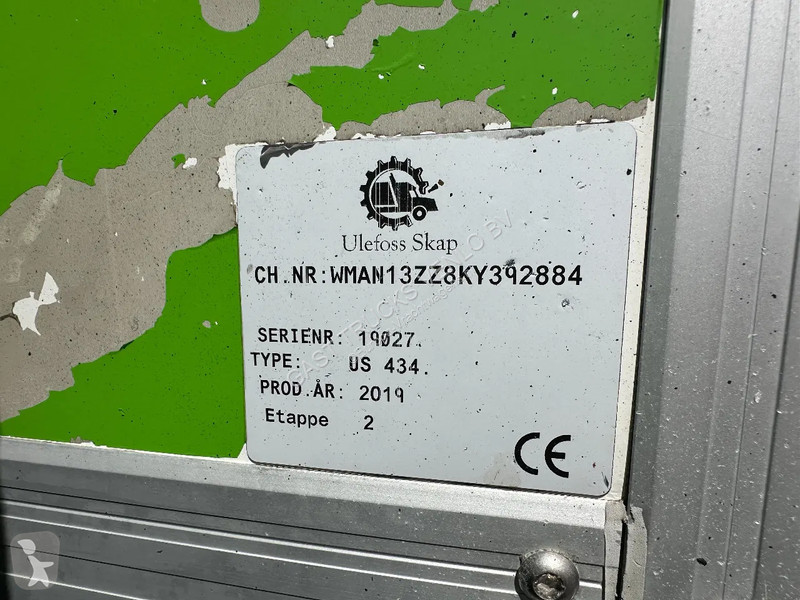 Ulefoss Skap
CH.NR:WMAN13ZZ8KY392884
SERIENR: 19027.
TYPE: US 434.
PROD.ÅR: 2019
Etappe 2
CE